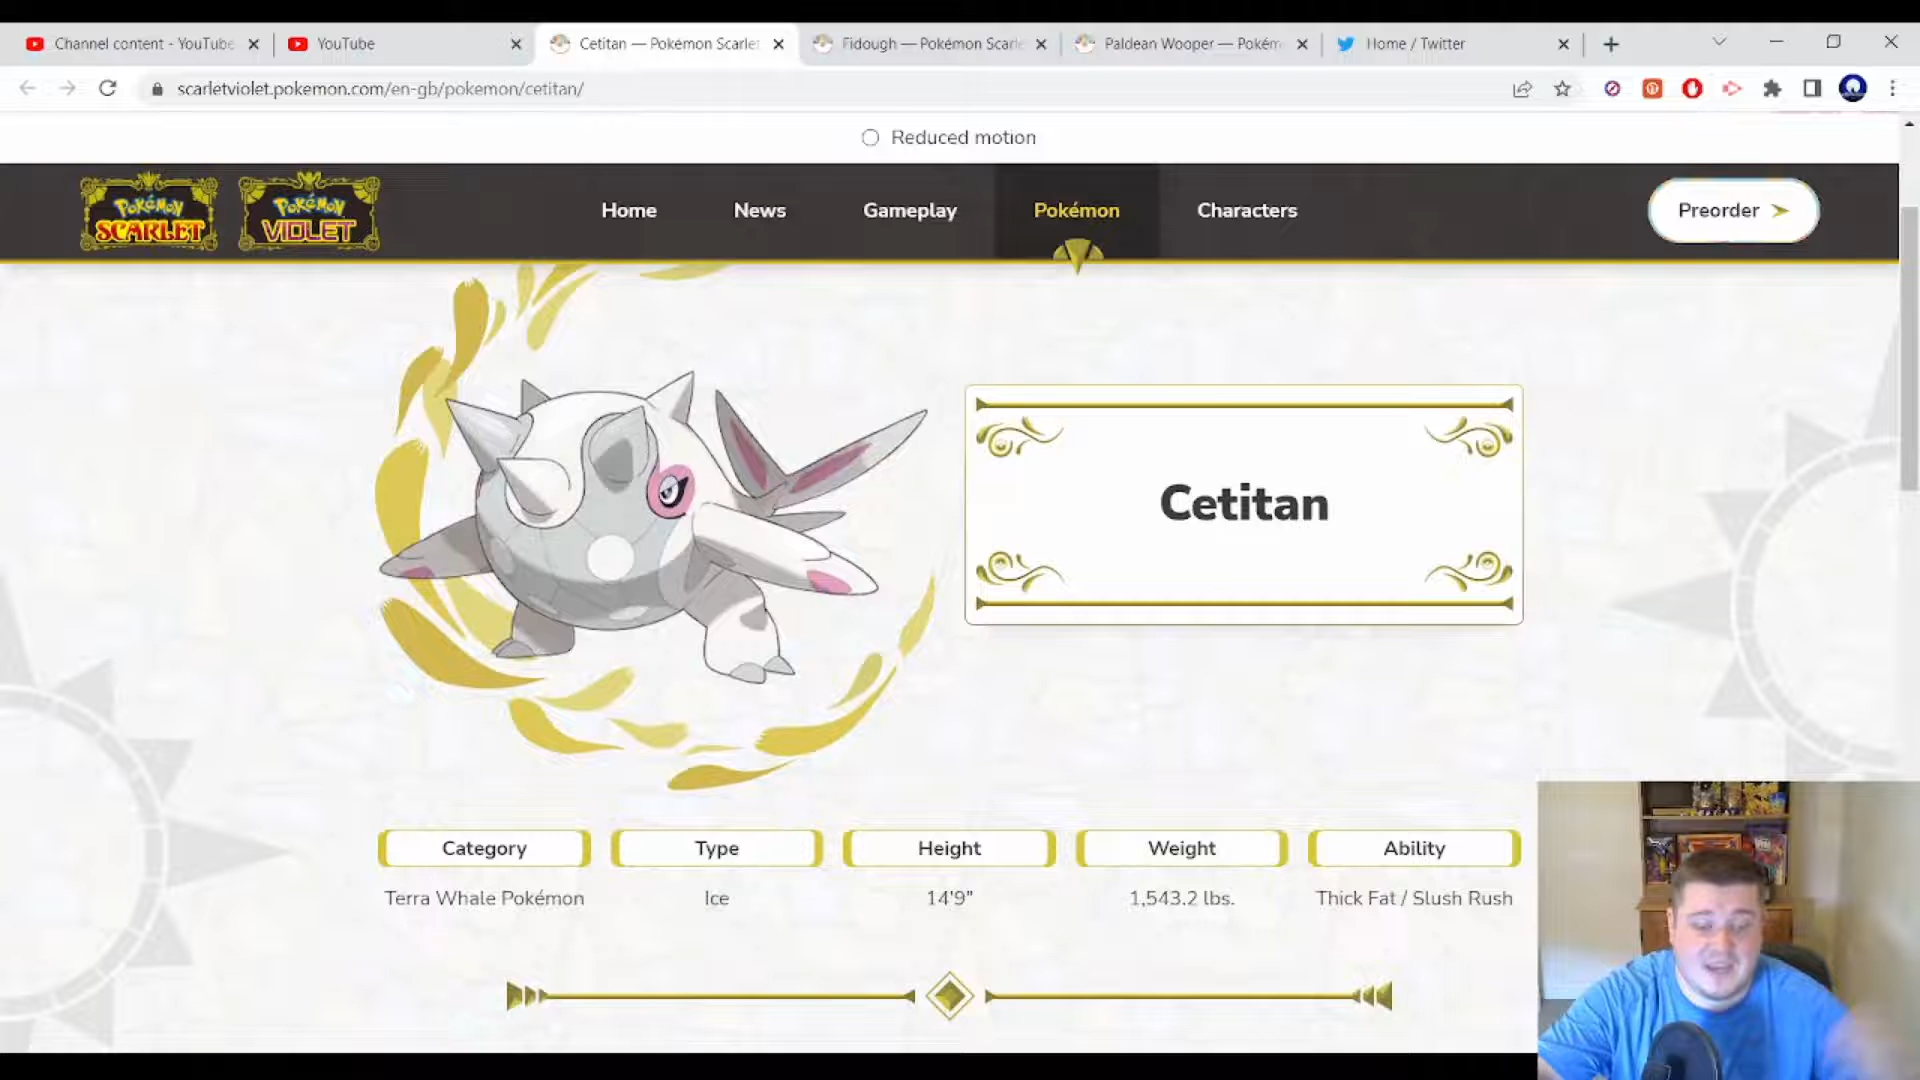 Channel content - YouTube
YouTube
Cetitan — Pokémon Scarlet
Fidough — Pokémon Scarle
Paldean Wooper — Pokém
Home / Twitter
scarletviolet.pokemon.com/en-gb/pokemon/cetitan/
Reduced motion
Pokémon
SCARLET
Pokémon
VIOLET
Home
News
Gameplay
Pokémon
Characters
Preorder
Cetitan
Category
Type
Height
Weight
Ability
Terra Whale Pokémon
Ice
14'9"
1,543.2 lbs.
Thick Fat / Slush Rush